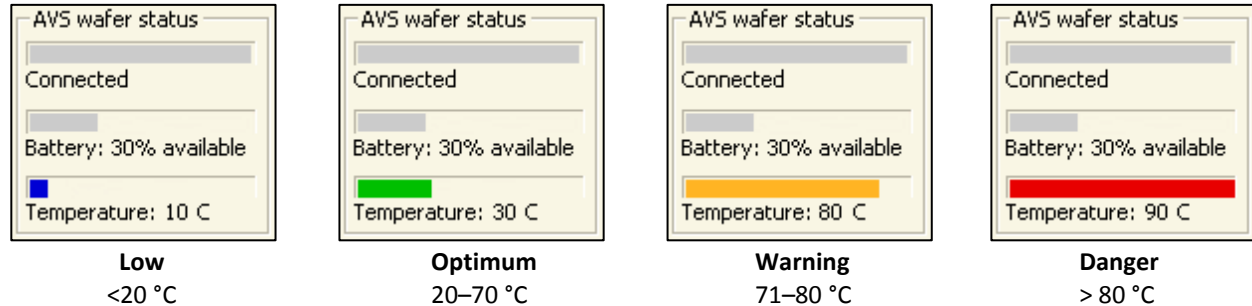 AVS wafer status
Connected
Battery: 30% available
Temperature: 10 C
Low
<20 °C
AVS wafer status
Connected
Battery: 30% available
Temperature: 30 C
Optimum
20–70 °C
AVS wafer status
Connected
Battery: 30% available
Temperature: 80 C
Warning
71–80 °C
AVS wafer status
Connected
Battery: 30% available
Temperature: 90 C
Danger
> 80 °C